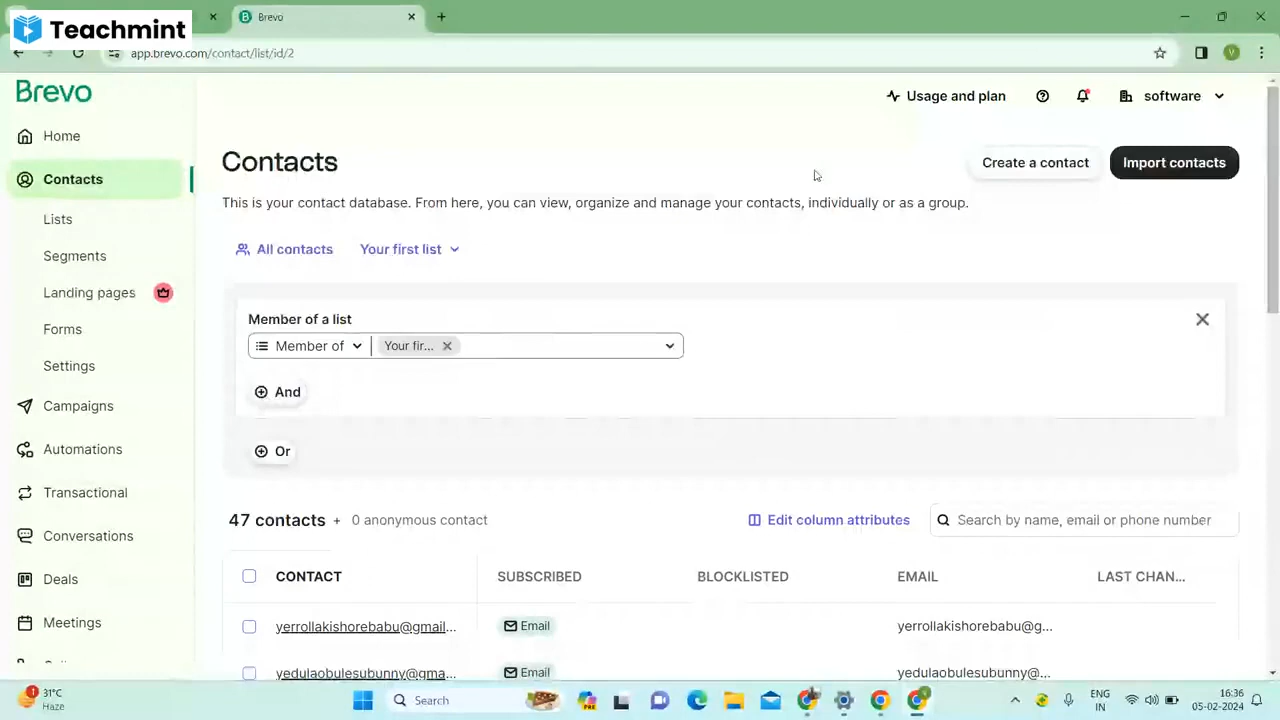 Teachmint
Brevo
app.brevo.com/contact/list/id/2
Brevo
Usage and plan
software
Home
Contacts
Lists
Segments
Landing pages
Forms
Settings
Campaigns
Automations
Transactional
Conversations
Deals
Meetings
Contacts
Create a contact
Import contacts
This is your contact database. From here, you can view, organize and manage your contacts, individually or as a group.
All contacts
Your first list
Member of a list
Member of
Your fir...
And
Or
47 contacts + 0 anonymous contact
Edit column attributes
Search by name, email or phone number
CONTACT SUBSCRIBED BLOCKLISTED EMAIL LAST CHAN...
yerrollakishorebabu@gmail... Email yerrollakishorebabu@g...
yedulaobulesubunny@gma... Email yedulaobulesubunny@...
1
31°C
Haze
Search
ENG
IN
16:36
05-02-2024